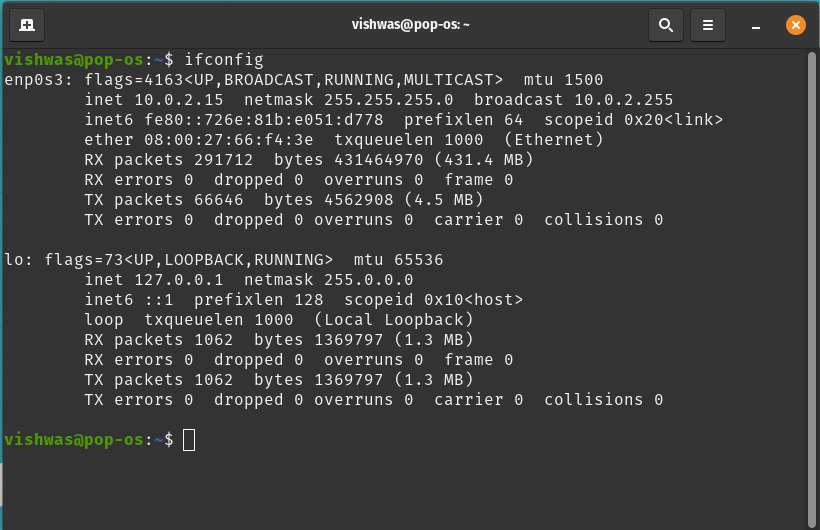 vishwas@pop-os: ~
vishwas@pop-os:~$ ifconfig
enp0s3: flags=4163<UP,BROADCAST,RUNNING,MULTICAST>  mtu 1500
        inet 10.0.2.15  netmask 255.255.255.0  broadcast 10.0.2.255
        inet6 fe80::726e:81b:e051:d778  prefixlen 64  scopeid 0x20<link>
        ether 08:00:27:66:f4:3e  txqueuelen 1000  (Ethernet)
        RX packets 291712  bytes 431464970 (431.4 MB)
        RX errors 0  dropped 0  overruns 0  frame 0
        TX packets 66646  bytes 4562908 (4.5 MB)
        TX errors 0  dropped 0 overruns 0  carrier 0  collisions 0
lo: flags=73<UP,LOOPBACK,RUNNING>  mtu 65536
        inet 127.0.0.1  netmask 255.0.0.0
        inet6 ::1  prefixlen 128  scopeid 0x10<host>
        loop  txqueuelen 1000  (Local Loopback)
        RX packets 1062  bytes 1369797 (1.3 MB)
        RX errors 0  dropped 0  overruns 0  frame 0
        TX packets 1062  bytes 1369797 (1.3 MB)
        TX errors 0  dropped 0 overruns 0  carrier 0  collisions 0
vishwas@pop-os:~$